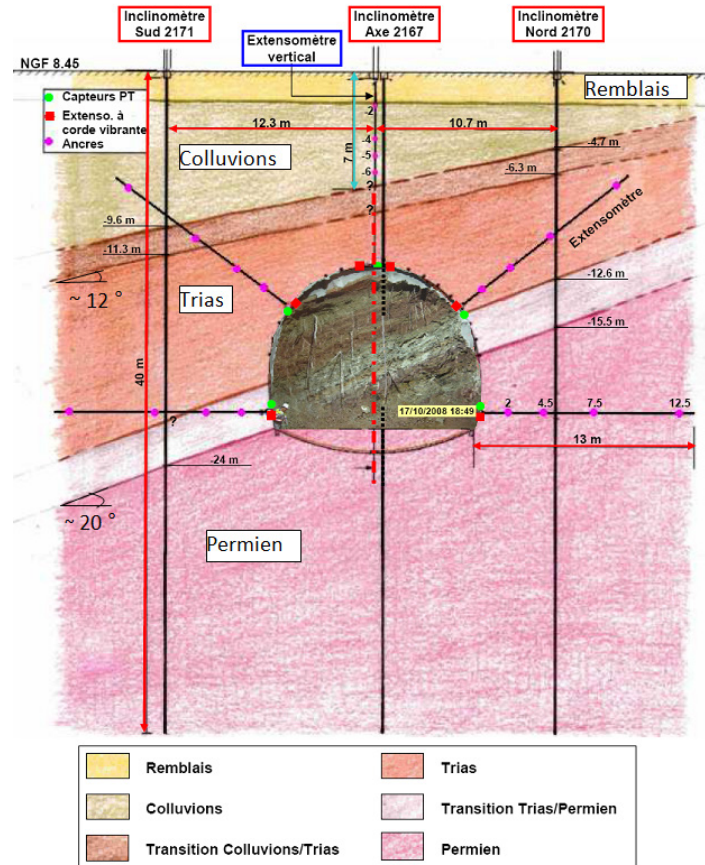 Inclinomètre
Sud 2171
Inclinomètre
Axe 2167
Inclinomètre
Nord 2170
Extensomètre
vertical
NGF 8.45
Remblais
Capteurs PT
Extenso. à
corde vibrante
Ancres
-2
12.3 m
10.7 m
7 m
-4
-5
-6
Colluvions
-4.7 m
-6.3 m
?
?
-9.6 m
-11.3 m
Extensomètre
~ 12 °
Trias
-12.6 m
-15.5 m
40 m
17/10/2008 18:49
2
4.5
7.5
12.5
?
13 m
-24 m
~ 20 °
Permien
Remblais
Trias
Colluvions
Transition Trias/Permien
Transition Colluvions/Trias
Permien